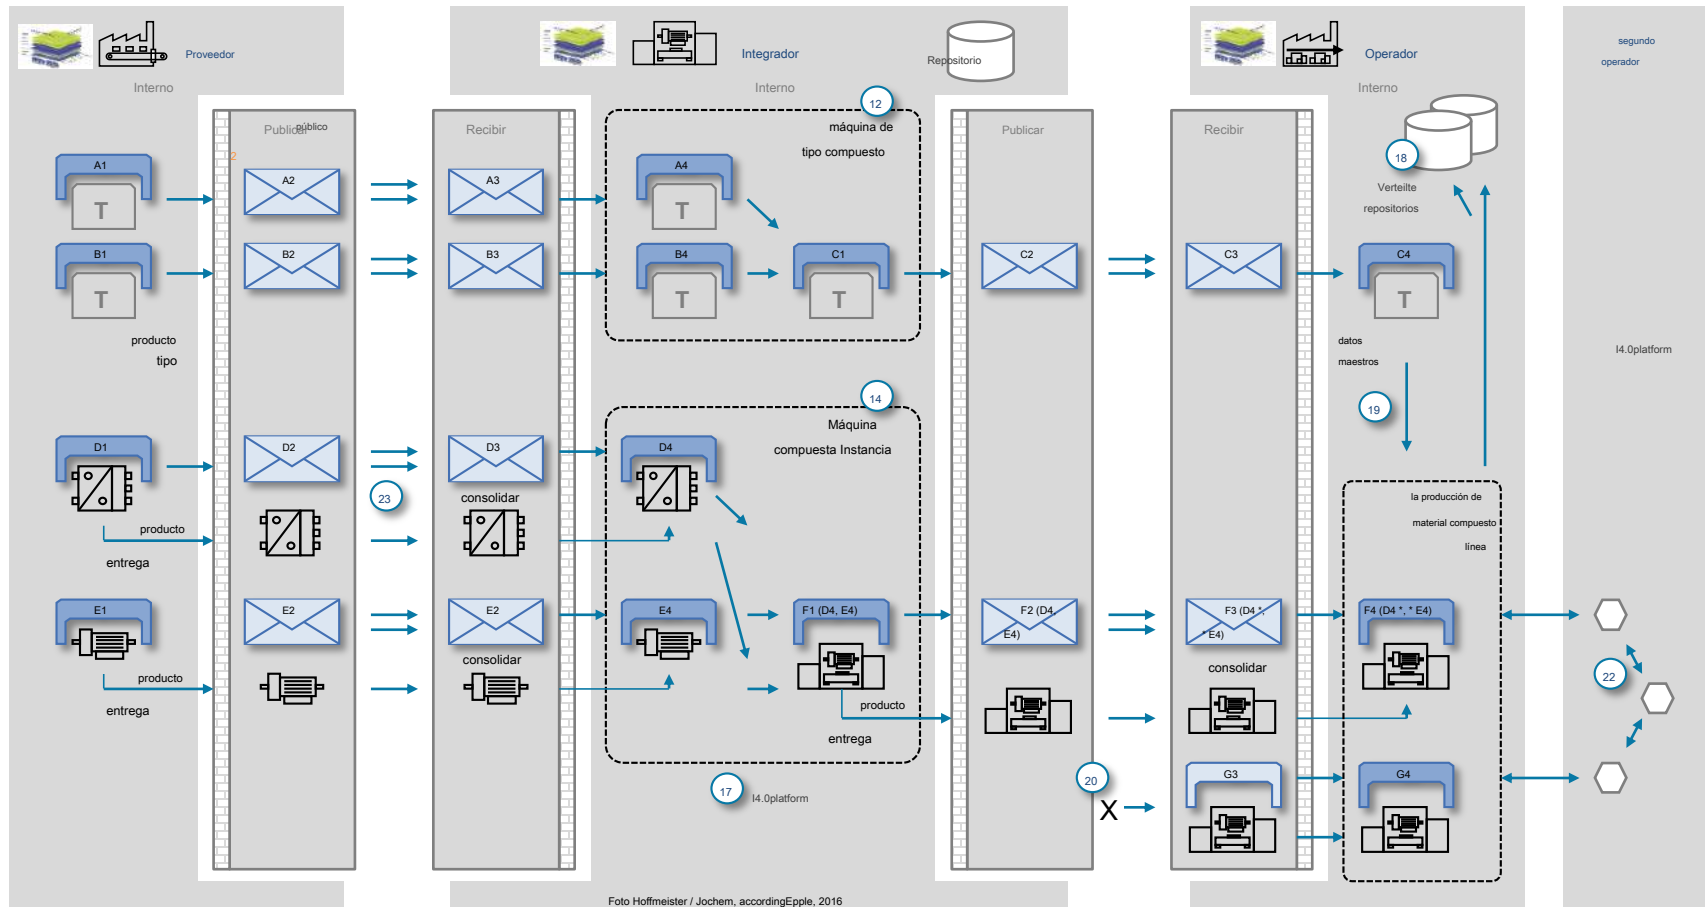 Proveedor
Interno
Integrador
Interno
Repositorio
Operador
Interno
segundo
operador
Publicar
público
2
Recibir
12
máquina de
tipo compuesto
Publicar
Recibir
18
Verteilte
repositorios
A1
T
A2
A3
A4
T
B1
T
B2
B3
B4
T
C1
T
C2
C3
C4
T
producto
tipo
datos
maestros
I4.0platform
19
14
Máquina
compuesta Instancia
D1
D2
D3
D4
23
consolidar
producto
entrega
la producción de
material compuesto
línea
E1
E2
E2
E4
F1 (D4, E4)
F2 (D4,
E4)
F3 (D4 *,
* E4)
F4 (D4 *, * E4)
consolidar
consolidar
producto
entrega
producto
entrega
22
17
I4.0platform
20
X
G3
G4
Foto Hoffmeister / Jochem, accordingEpple, 2016